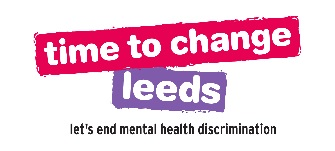 time to change
leeds
let's end mental health discrimination